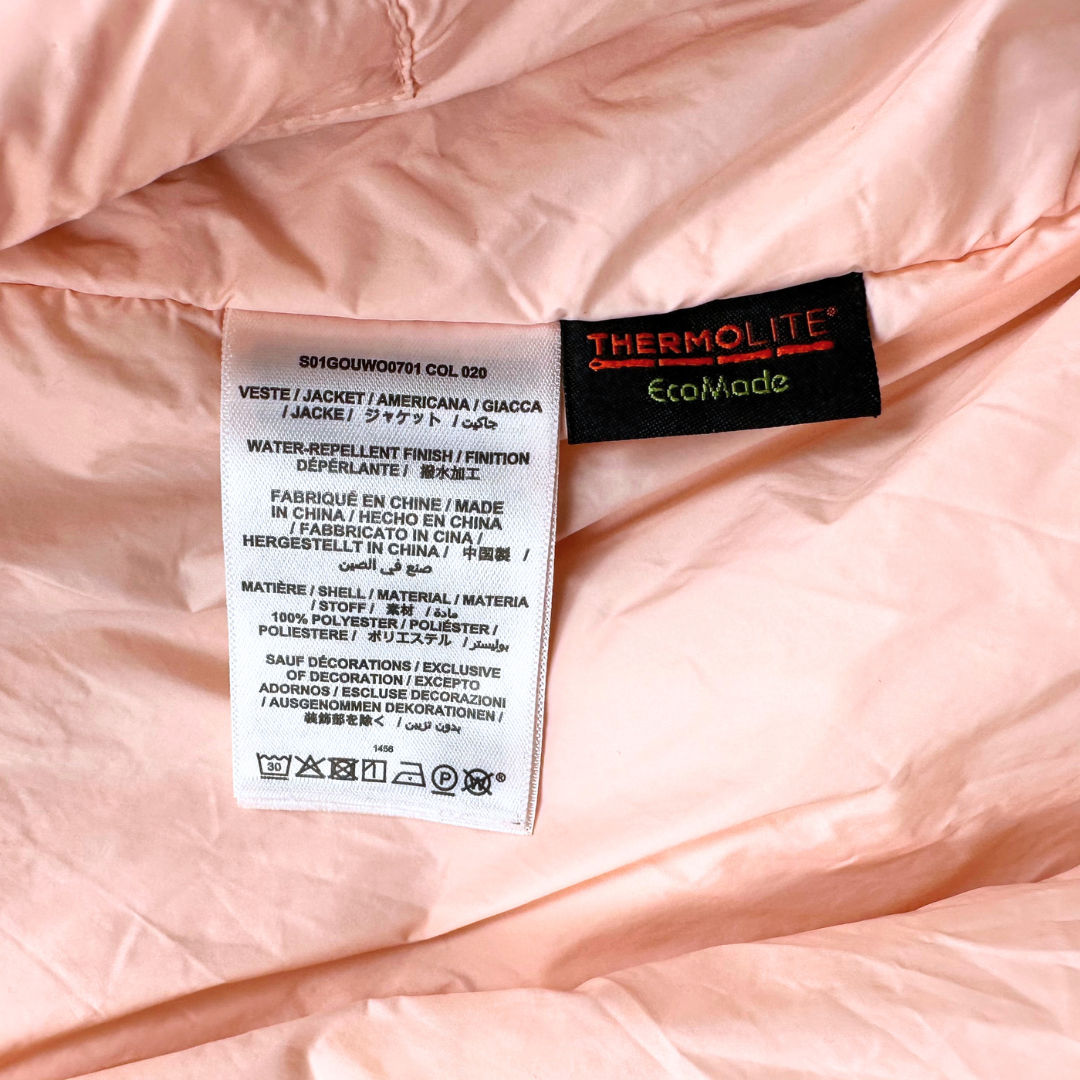 S01GOUWO0701 COL 020
VESTE / JACKET / AMERICANA / GIACCA
/ JACKE / ジャケット / جاكيت
WATER-REPELLENT FINISH / FINITION
DÉPERLANTE / 撥水加工
FABRIQUÉ EN CHINE / MADE
IN CHINA / HECHO EN CHINA
/ FABBRICATO IN CINA /
HERGESTELLT IN CHINA / 中国製 /
صنع في الصين
MATIÈRE / SHELL / MATERIAL / MATERIA
/ STOFF / 素材 / مادة
100% POLYESTER / POLIÉSTER /
POLIESTERE / ポリエステル / بوليستر
SAUF DÉCORATIONS / EXCLUSIVE
OF DECORATION / EXCEPTO
ADORNOS / ESCLUSE DECORAZIONI
/ AUSGENOMMEN DEKORATIONEN /
装飾部を除く / بدون تزيين
1456
30 W ®
THERMOLITE®
EcoMade